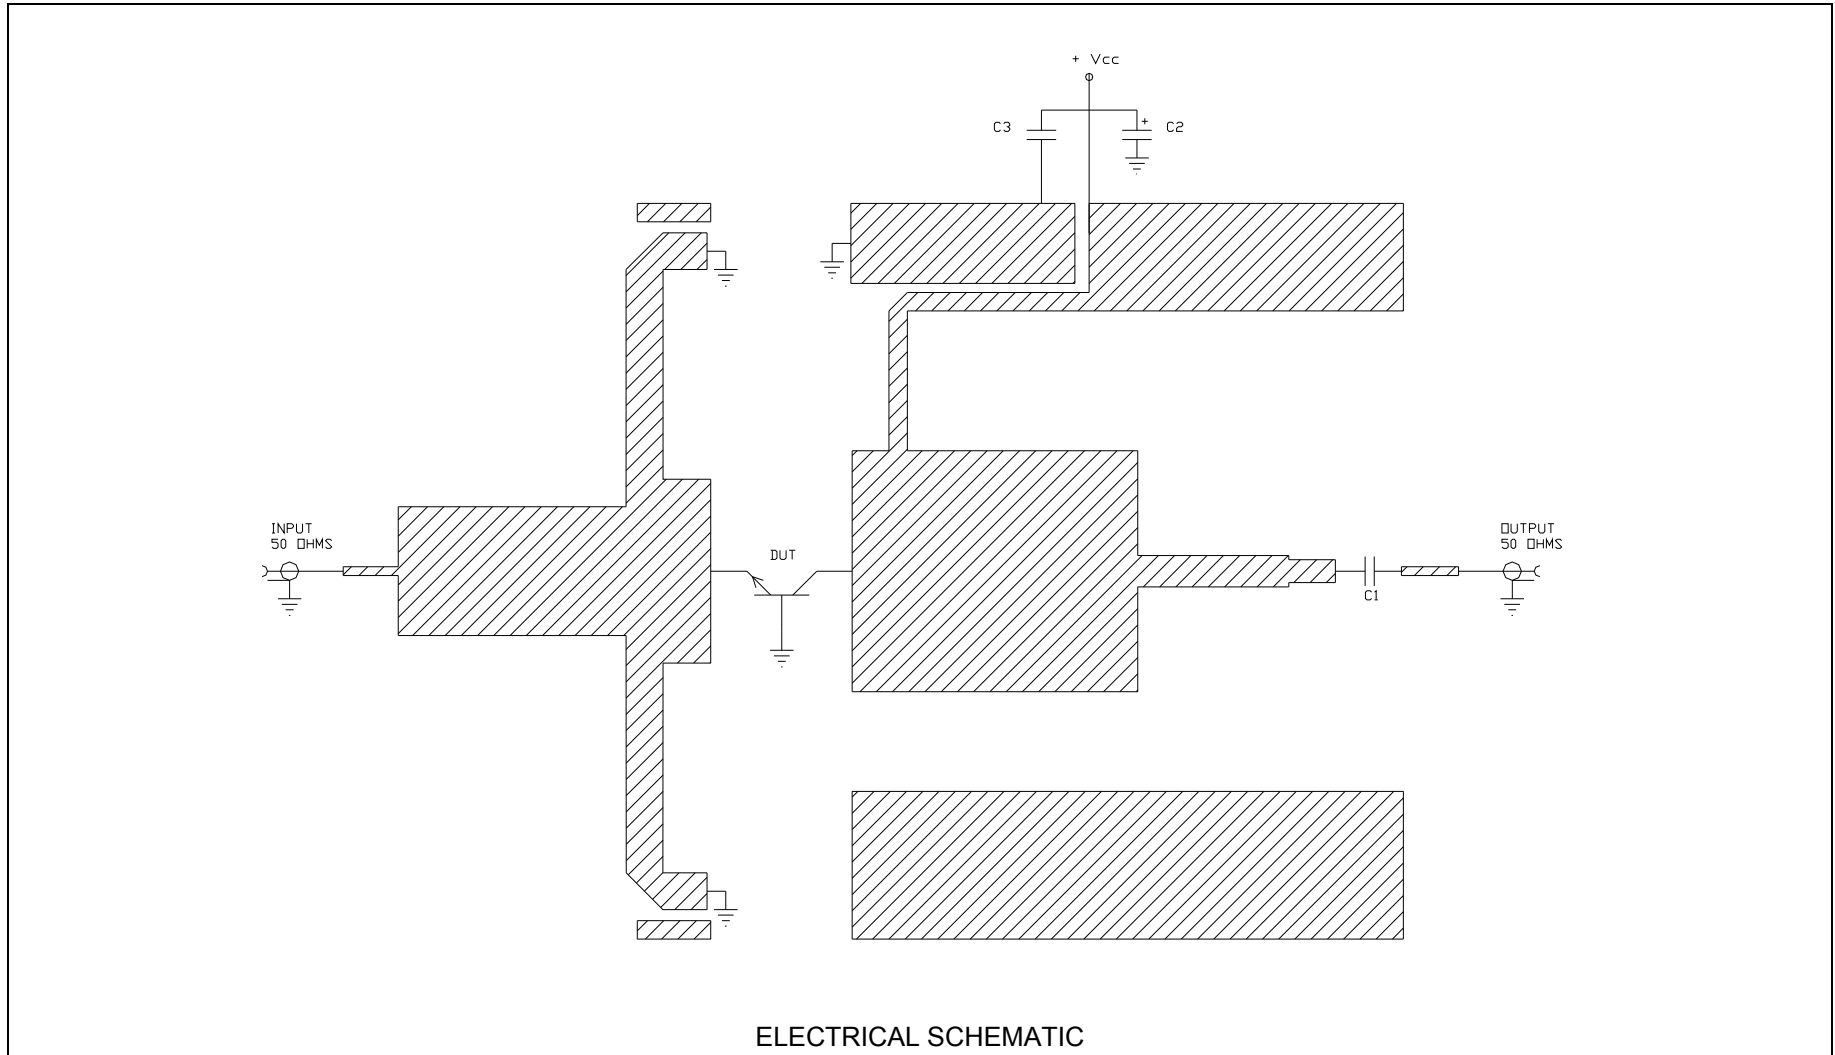 + Vcc
C3
+
C2
INPUT
50 OHMS
DUT
OUTPUT
50 OHMS
C1
ELECTRICAL SCHEMATIC